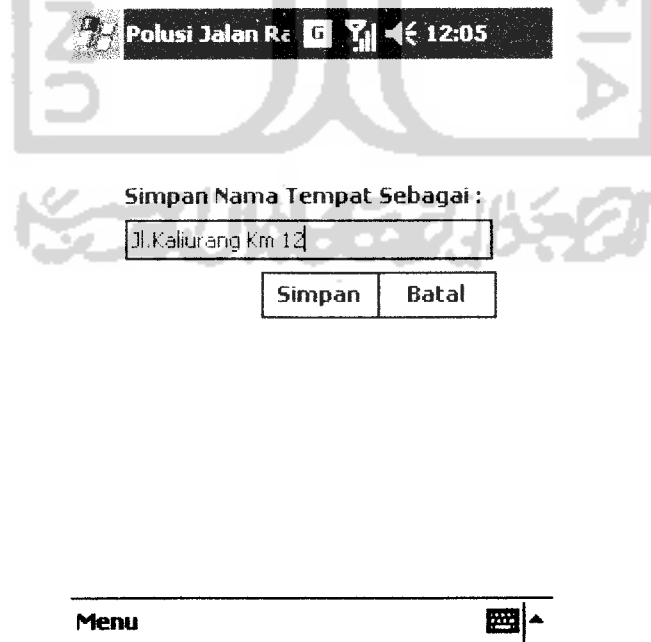 Polusi Jalan Ra G 12:05
Simpan Nama Tempat Sebagai :
Jl.Kaliurang Km 12
Simpan Batal
Menu